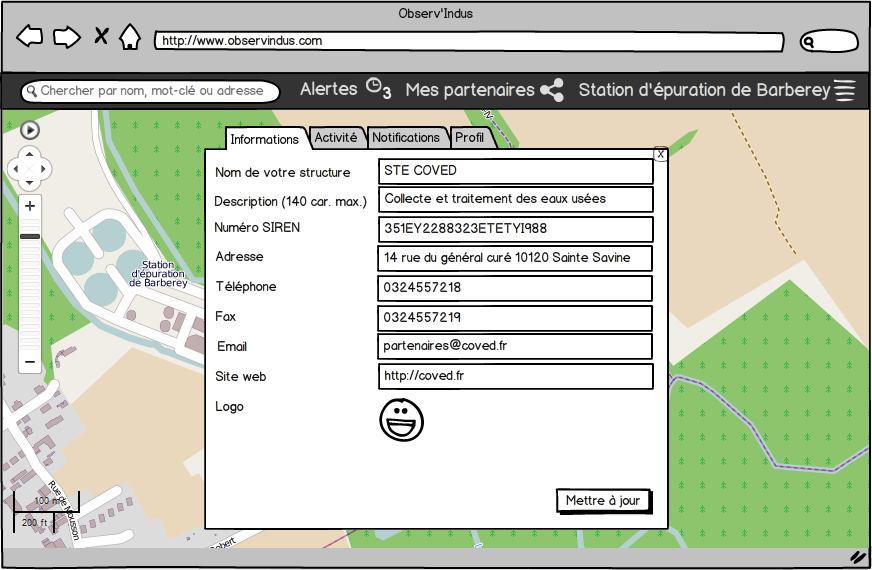 Observ'Indus
http://www.observindus.com
Chercher par nom, mot-clé ou adresse
Alertes 3
Mes partenaires
Station d'épuration de Barberey
Informations
Activité
Notifications
Profil
X
Nom de votre structure
STE COVED
Description (140 car. max.)
Collecte et traitement des eaux usées
Numéro SIREN
351EY2288323ETETYI988
Adresse
14 rue du général curé 10120 Sainte Savine
Téléphone
0324557218
Fax
0324557219
Email
partenaires@coved.fr
Site web
http://coved.fr
Logo
Mettre à jour
Station
d'épuration
de Barberey
Rue de Mousson
100 m
200 ft